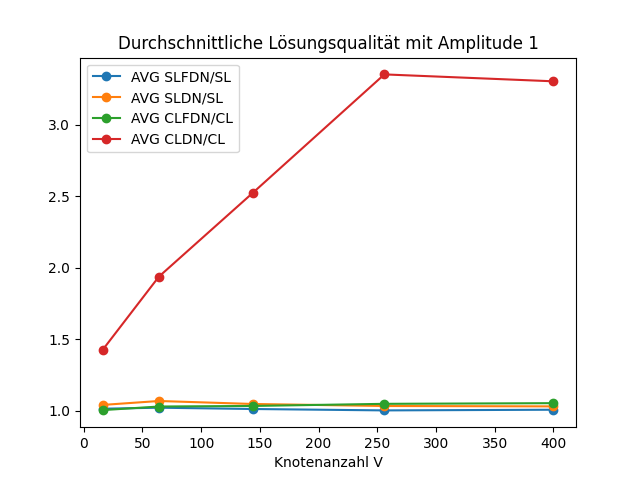 Durchschnittliche Lösungsqualität mit Amplitude 1
AVG SLFDN/SL
AVG SLDN/SL
AVG CLFDN/CL
AVG CLDN/CL
3.0
2.5
2.0
1.5
1.0
0 50 100 150 200 250 300 350 400
Knotenanzahl V